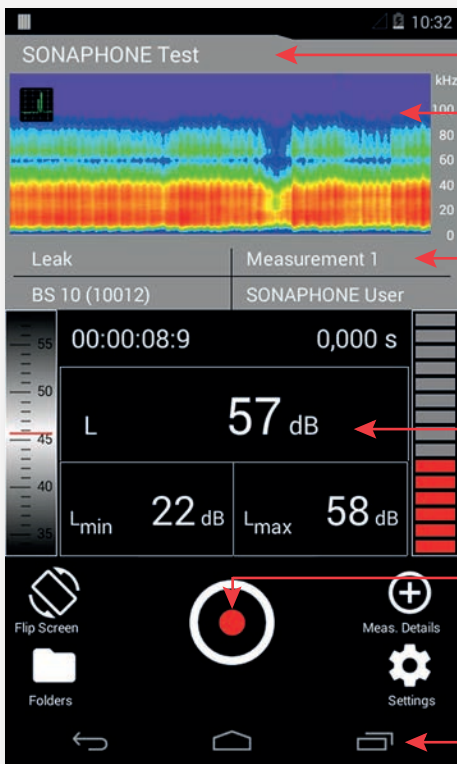 10:32
SONAPHONE Test
kHz
100
80
60
40
20
0
Leak Measurement 1
BS 10 (10012) SONAPHONE User
55
50
45
40
35
00:00:08:9 0,000 s
L 57 dB
Lmin 22 dB Lmax 58 dB
Flip Screen Meas. Details
Folders Settings